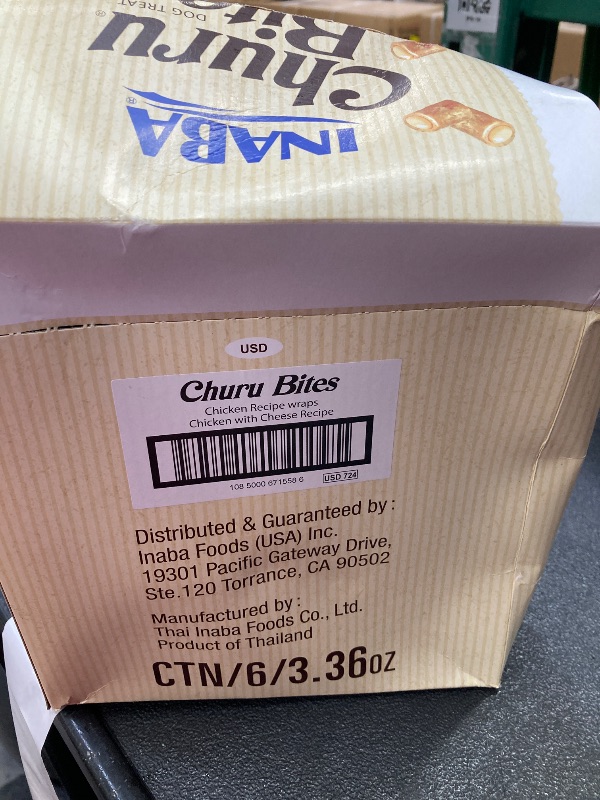 DOG TREAT
Churu®
Bite
INABA®
USD
Churu Bites
Chicken Recipe wraps
Chicken with Cheese Recipe
108 5000 671558 6
USD 724
Distributed & Guaranteed by :
Inaba Foods (USA) Inc.
19301 Pacific Gateway Drive,
Ste.120 Torrance, CA 90502
Manufactured by :
Thai Inaba Foods Co., Ltd.
Product of Thailand
CTN/6/3.36oz